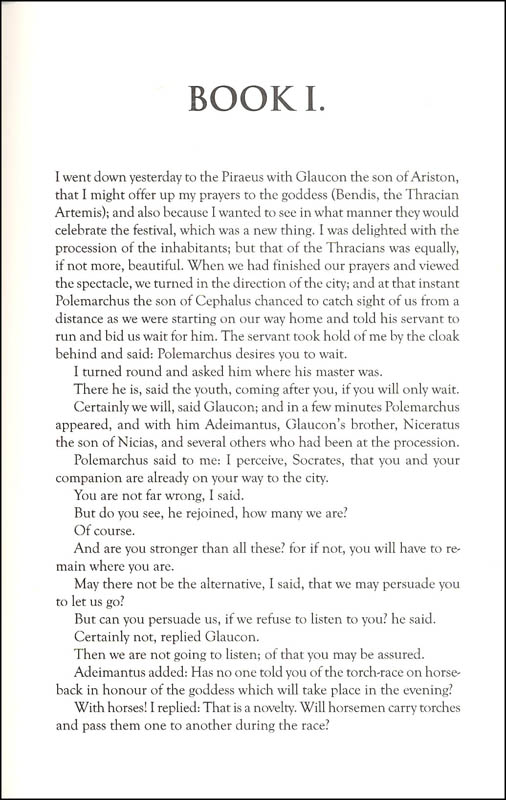 BOOK I.
I went down yesterday to the Piraeus with Glaucon the son of Ariston,
that I might offer up my prayers to the goddess (Bendis, the Thracian
Artemis); and also because I wanted to see in what manner they would
celebrate the festival, which was a new thing. I was delighted with the
procession of the inhabitants; but that of the Thracians was equally,
if not more, beautiful. When we had finished our prayers and viewed
the spectacle, we turned in the direction of the city; and at that instant
Polemarchus the son of Cephalus chanced to catch sight of us from a
distance as we were starting on our way home and told his servant to
run and bid us wait for him. The servant took hold of me by the cloak
behind and said: Polemarchus desires you to wait.
I turned round and asked him where his master was.
There he is, said the youth, coming after you, if you will only wait.
Certainly we will, said Glaucon; and in a few minutes Polemarchus
appeared, and with him Adeimantus, Glaucon's brother, Niceratus
the son of Nicias, and several others who had been at the procession.
Polemarchus said to me: I perceive, Socrates, that you and your
companion are already on your way to the city.
You are not far wrong, I said.
But do you see, he rejoined, how many we are?
Of course.
And are you stronger than all these? for if not, you will have to re-
main where you are.
May there not be the alternative, I said, that we may persuade you
to let us go?
But can you persuade us, if we refuse to listen to you? he said.
Certainly not, replied Glaucon.
Then we are not going to listen; of that you may be assured.
Adeimantus added: Has no one told you of the torch-race on horse-
back in honour of the goddess which will take place in the evening?
With horses! I replied: That is a novelty. Will horsemen carry torches
and pass them one to another during the race?